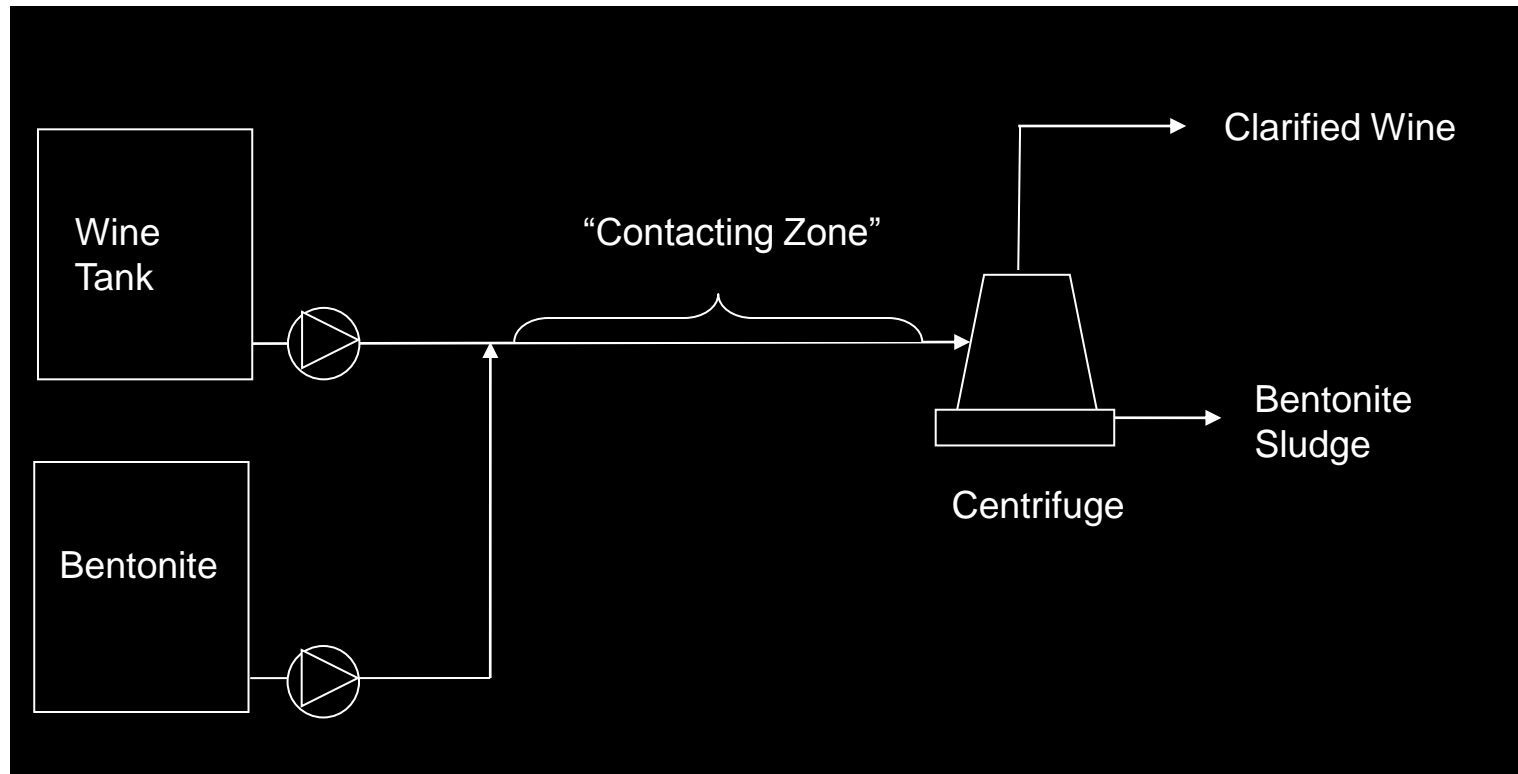 Clarified Wine
Wine
Tank
“Contacting Zone”
Bentonite
Sludge
Centrifuge
Bentonite